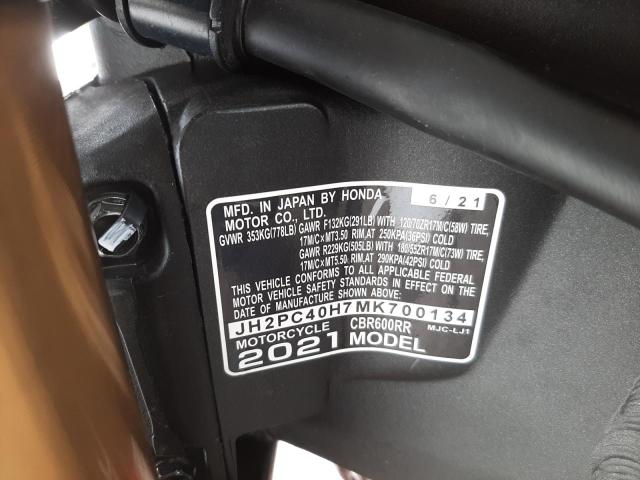 MFD. IN JAPAN BY HONDA 6/21
MOTOR CO., LTD.
GVWR 353KG(778LB) GAWR F132KG(291LB) WITH 120/70ZR17M/C(58W) TIRE,
17M/CxMT3.50 RIM,AT 250KPA(36PSI) COLD
GAWR R229KG(505LB) WITH 180/55ZR17M/C(73W) TIRE,
17M/CxMT5.50 RIM,AT 290KPA(42PSI) COLD
THIS VEHICLE CONFORMS TO ALL APPLICABLE FEDERAL
MOTOR VEHICLE SAFETY STANDARDS IN EFFECT ON THE
DATE OF MANUFACTURE SHOWN ABOVE.
JH2PC40H7MK700134
MOTORCYCLE CBR600RR MJC-LJ1
2021 MODEL